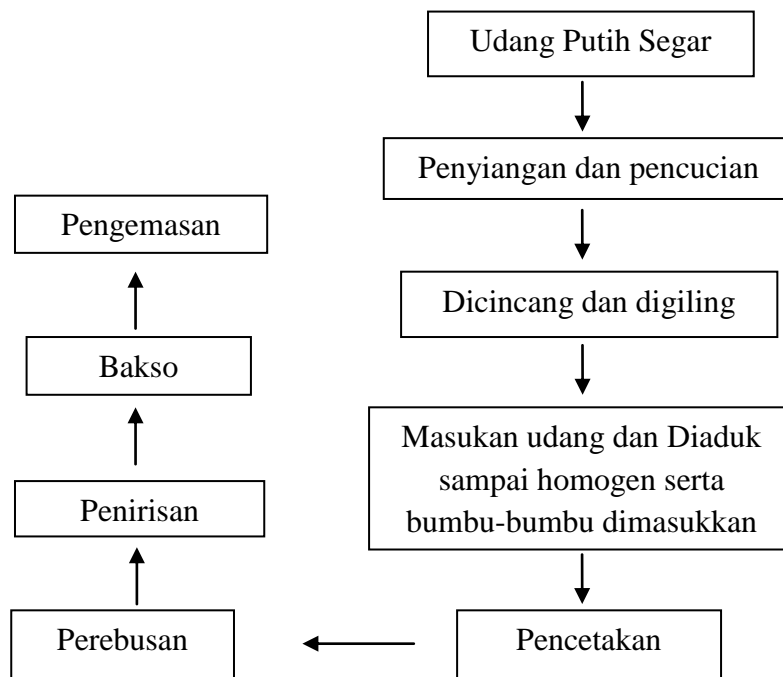 Udang Putih Segar
Penyiangan dan pencucian
Dicincang dan digiling
Masukan udang dan Diaduk
sampai homogen serta
bumbu-bumbu dimasukkan
Pencetakan
Perebusan
Penirisan
Bakso
Pengemasan